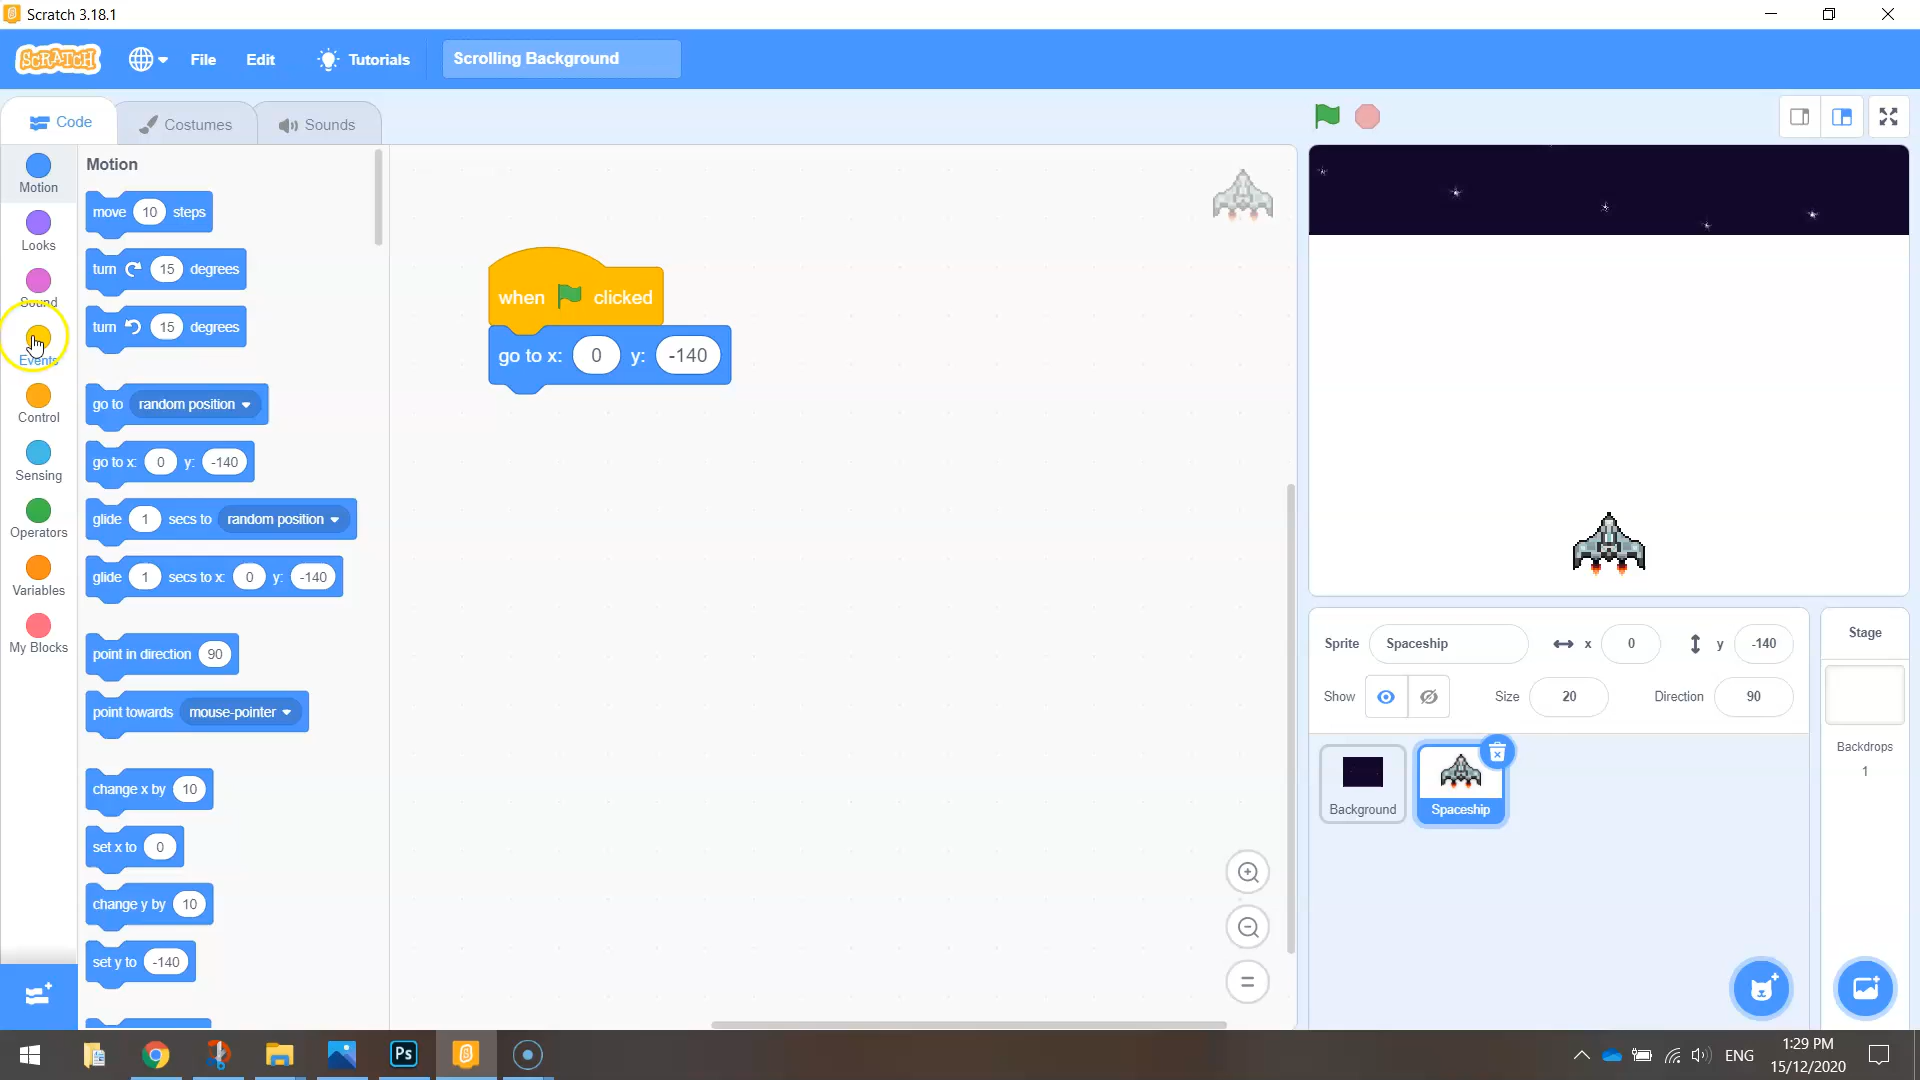 Scratch 3.18.1
SCRATCH
File
Edit
Tutorials
Scrolling Background
Code
Costumes
Sounds
Motion
Looks
Sound
Events
Control
Sensing
Operators
Variables
My Blocks
Motion
move 10 steps
turn 15 degrees
turn 15 degrees
go to random position
go to x: 0 y: -140
glide 1 secs to random position
glide 1 secs to x: 0 y: -140
point in direction 90
point towards mouse-pointer
change x by 10
set x to 0
change y by 10
set y to -140
when clicked
go to x: 0 y: -140
Sprite Spaceship x 0 y -140
Show Size 20 Direction 90
Background
Spaceship
Stage
Backdrops
1
Ps
ENG
1:29 PM
15/12/2020